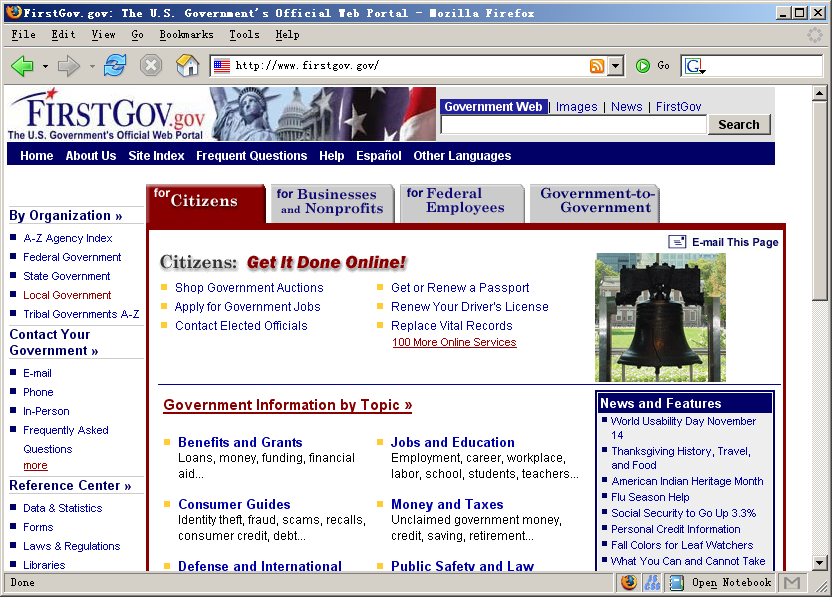 FirstGov.gov: The U.S. Government's Official Web Portal - Mozilla Firefox
File Edit View Go Bookmarks Tools Help
http://www.firstgov.gov/ Go G
FIRSTGOV.gov
The U.S. Government's Official Web Portal
Government Web | Images | News | FirstGov
Search
Home About Us Site Index Frequent Questions Help Español Other Languages
for Citizens
for Businesses and Nonprofits
for Federal Employees
Government-to-Government
By Organization »
A-Z Agency Index
Federal Government
State Government
Local Government
Tribal Governments A-Z
Contact Your
Government »
E-mail
Phone
In-Person
Frequently Asked
Questions
more
Reference Center »
Data & Statistics
Forms
Laws & Regulations
Libraries
E-mail This Page
Citizens: Get It Done Online!
Shop Government Auctions
Apply for Government Jobs
Contact Elected Officials
Get or Renew a Passport
Renew Your Driver's License
Replace Vital Records
100 More Online Services
Government Information by Topic »
Benefits and Grants
Loans, money, funding, financial
aid...
Jobs and Education
Employment, career, workplace,
labor, school, students, teachers...
Consumer Guides
Identity theft, fraud, scams, recalls,
consumer credit, debt...
Money and Taxes
Unclaimed government money,
credit, saving, retirement...
Defense and International
Public Safety and Law
News and Features
World Usability Day November
14
Thanksgiving History, Travel,
and Food
American Indian Heritage Month
Flu Season Help
Social Security to Go Up 3.3%
Personal Credit Information
Fall Colors for Leaf Watchers
What You Can and Cannot Take
Done
Open Notebook